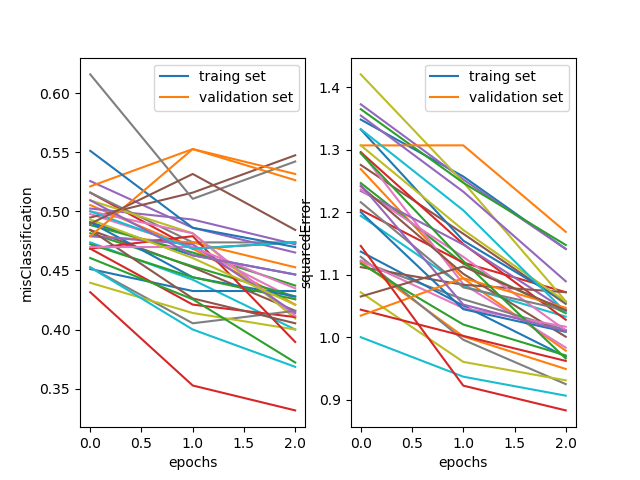 traing set
validation set
0.60
0.55
0.50
0.45
0.40
0.35
misClassification
0.0 0.5 1.0 1.5 2.0
epochs
traing set
validation set
1.4
1.3
1.2
1.1
1.0
0.9
squaredError
0.0 0.5 1.0 1.5 2.0
epochs